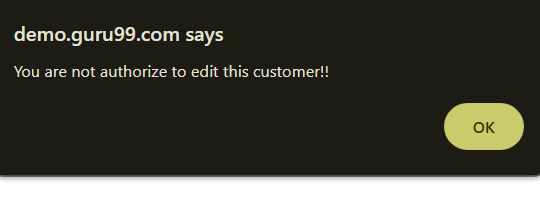 demo.guru99.com says
You are not authorize to edit this customer!!
OK